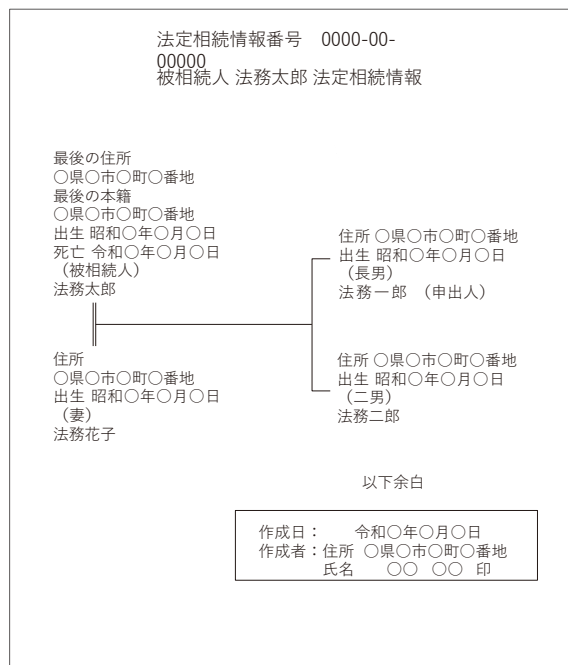 法定相続情報番号　0000-00-
00000
被相続人 法務太郎 法定相続情報
最後の住所
○県○市○町○番地
最後の本籍
○県○市○町○番地
出生 昭和○年○月○日
死亡 令和○年○月○日
（被相続人）
法務太郎
住所
○県○市○町○番地
出生 昭和○年○月○日
（妻）
法務花子
住所 ○県○市○町○番地
出生 昭和○年○月○日
（長男）
法務一郎　（申出人）
住所 ○県○市○町○番地
出生 昭和○年○月○日
（二男）
法務二郎
以下余白
作成日：　　令和○年○月○日
作成者：住所 ○県○市○町○番地
氏名　　○○　○○　印